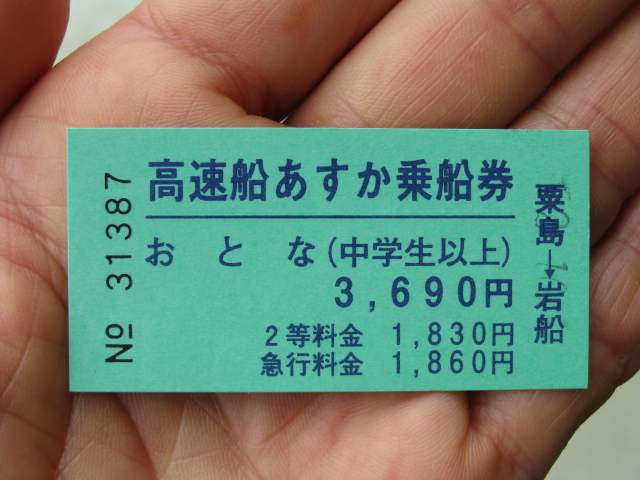 高速船あすか乗船券
おとな(中学生以上)
3,690円
2等料金 1,830円
急行料金 1,860円
粟島→岩船
No 31387